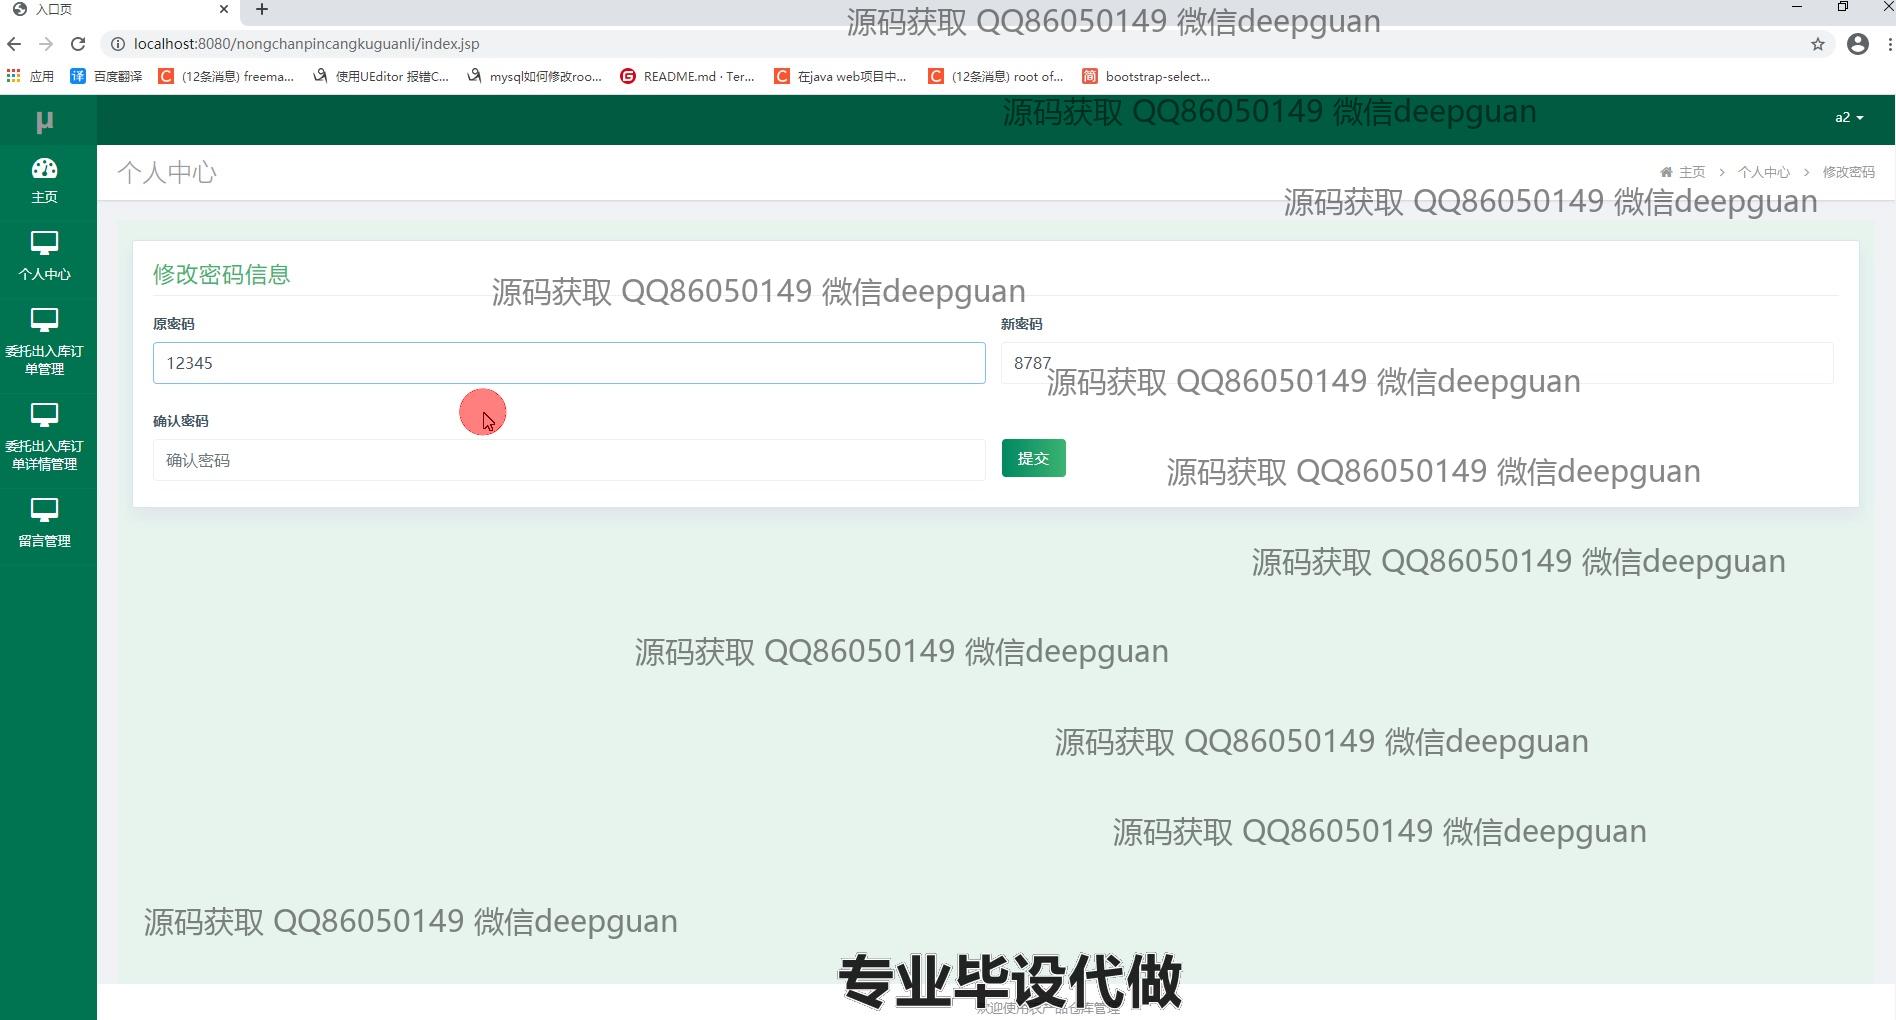 入口页
源码获取 QQ86050149 微信deepguan
localhost:8080/nongchanpincangkuguanli/index.jsp
应用
百度翻译
(12条消息) freema...
使用UEditor 报错C...
mysql如何修改roo...
README.md · Ter...
在java web项目中...
(12条消息) root of...
bootstrap-select...
μ
源码获取 QQ86050149 微信deepguan
a2
主页
个人中心
主页 > 个人中心 > 修改密码
源码获取 QQ86050149 微信deepguan
个人中心
修改密码信息
源码获取 QQ86050149 微信deepguan
原密码
新密码
委托出入库订
单管理
12345
8787
源码获取 QQ86050149 微信deepguan
确认密码
委托出入库订
单详情管理
确认密码
提交
源码获取 QQ86050149 微信deepguan
留言管理
源码获取 QQ86050149 微信deepguan
源码获取 QQ86050149 微信deepguan
源码获取 QQ86050149 微信deepguan
源码获取 QQ86050149 微信deepguan
源码获取 QQ86050149 微信deepguan
专业毕设代做
欢迎使用农产品仓库管理